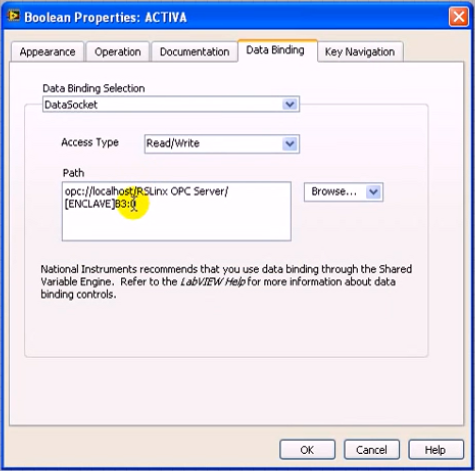 Boolean Properties: ACTIVA
Appearance
Operation
Documentation
Data Binding
Key Navigation
Data Binding Selection
DataSocket
Access Type
Read/Write
Path
opc://localhost/RSLinx OPC Server/
[ENCLAVE]B3:0
Browse...
National Instruments recommends that you use data binding through the Shared
Variable Engine. Refer to the LabVIEW Help for more information about data
binding controls.
OK
Cancel
Help